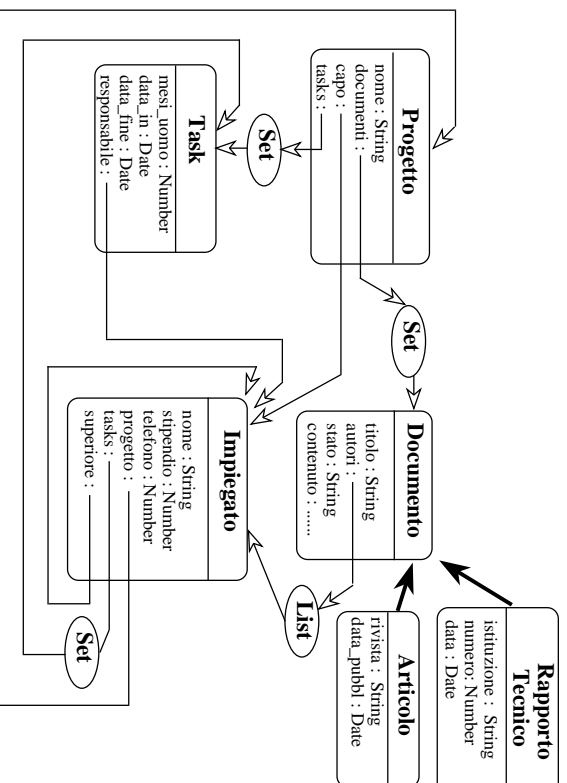 Progetto
nome : String
documenti :
capo :
tasks :
Set
Documento
titolo : String
autori :
stato : String
contenuto : ......
Rapporto
Tecnico
istituzione : String
numero: Number
data : Date
Articolo
rivista : String
data_pubbl : Date
Set
Task
mesi_uomo : Number
data_in : Date
data_fine : Date
responsabile :
Impiegato
nome : String
stipendio : Number
telefono : Number
progetto :
tasks :
superiore :
List
Set